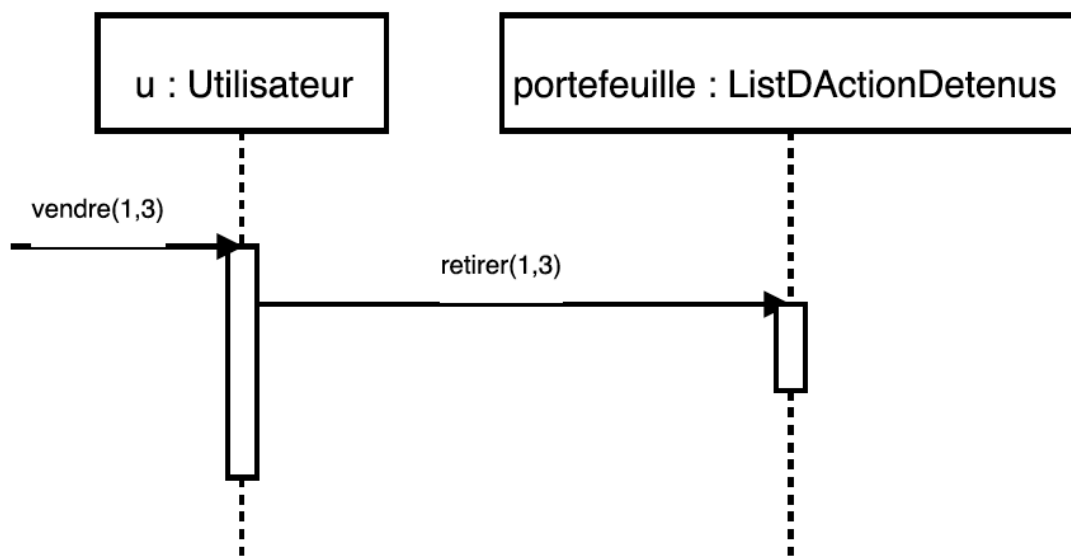 u : Utilisateur
portefeuille : ListDActionDetenus
vendre(1,3)
retirer(1,3)